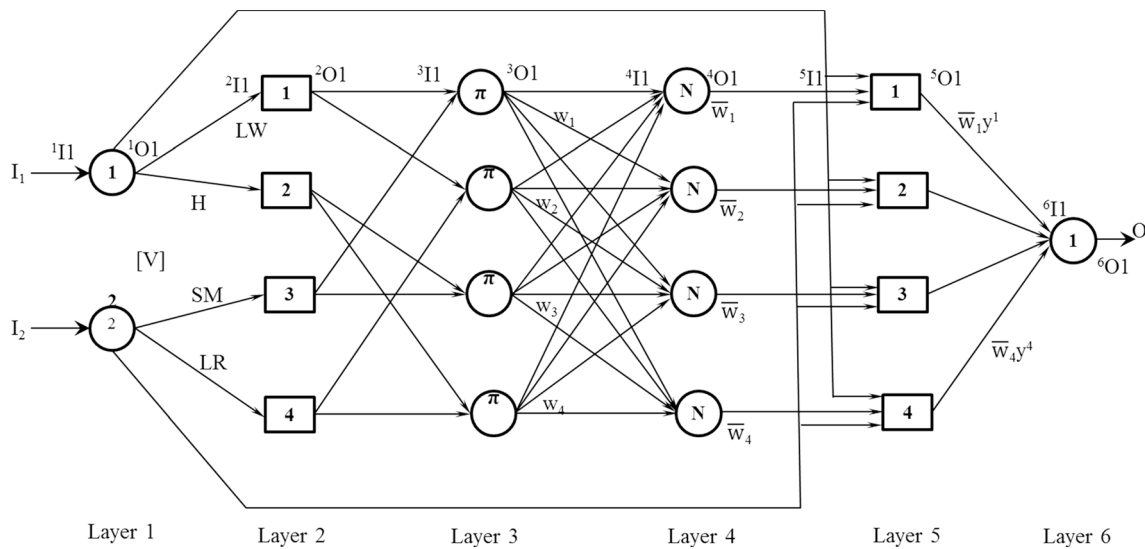 ²I1 1 ²O1 ³I1 π ³O1 ⁴I1 N ⁴O1 ⁵I1 1 ⁵O1
LW w₁ w̅₁ w̅₁y¹
I₁ ¹I1 1 ¹O1
H 2 π w₂ N w̅₂ 2
⁶I1 1 O
⁶O1
[V]
SM 3 π w₃ N w̅₃ 3
I₂ 2 2
LR w̅₄y⁴
4 π w₄ N w̅₄ 4
Layer 1 Layer 2 Layer 3 Layer 4 Layer 5 Layer 6